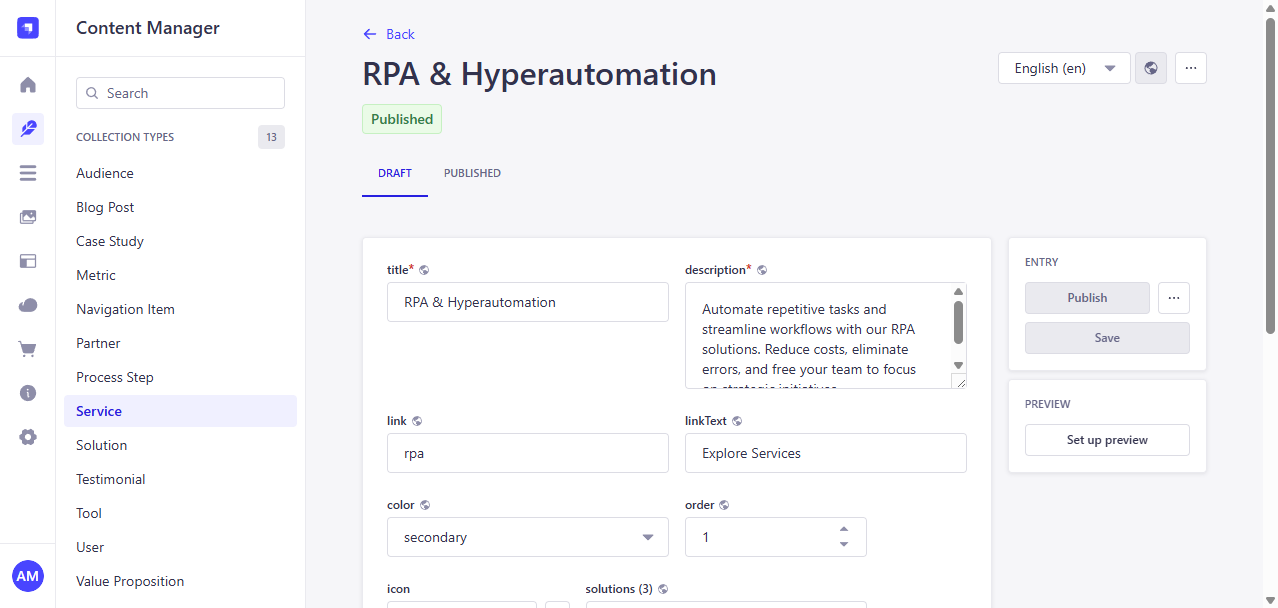 Content Manager
Search
COLLECTION TYPES
13
Audience
Blog Post
Case Study
Metric
Navigation Item
Partner
Process Step
Service
Solution
Testimonial
Tool
User
Value Proposition
AM
Back
RPA & Hyperautomation
Published
English (en)
DRAFT
PUBLISHED
title*
RPA & Hyperautomation
description*
Automate repetitive tasks and
streamline workflows with our RPA
solutions. Reduce costs, eliminate
errors, and free your team to focus
on strategic initiatives
link
rpa
linkText
Explore Services
color
secondary
order
1
icon
solutions (3)
ENTRY
Publish
Save
PREVIEW
Set up preview